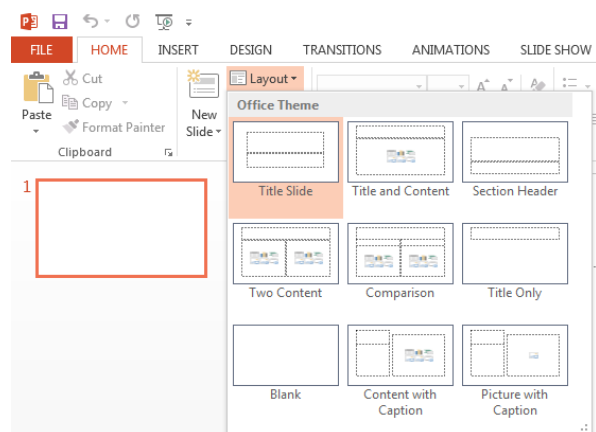 FILE HOME INSERT DESIGN TRANSITIONS ANIMATIONS SLIDE SHOW
Paste
Cut
Copy
Format Painter
Clipboard
New
Slide
Layout
Office Theme
Title Slide
Title and Content
Section Header
Two Content
Comparison
Title Only
Blank
Content with
Caption
Picture with
Caption
1